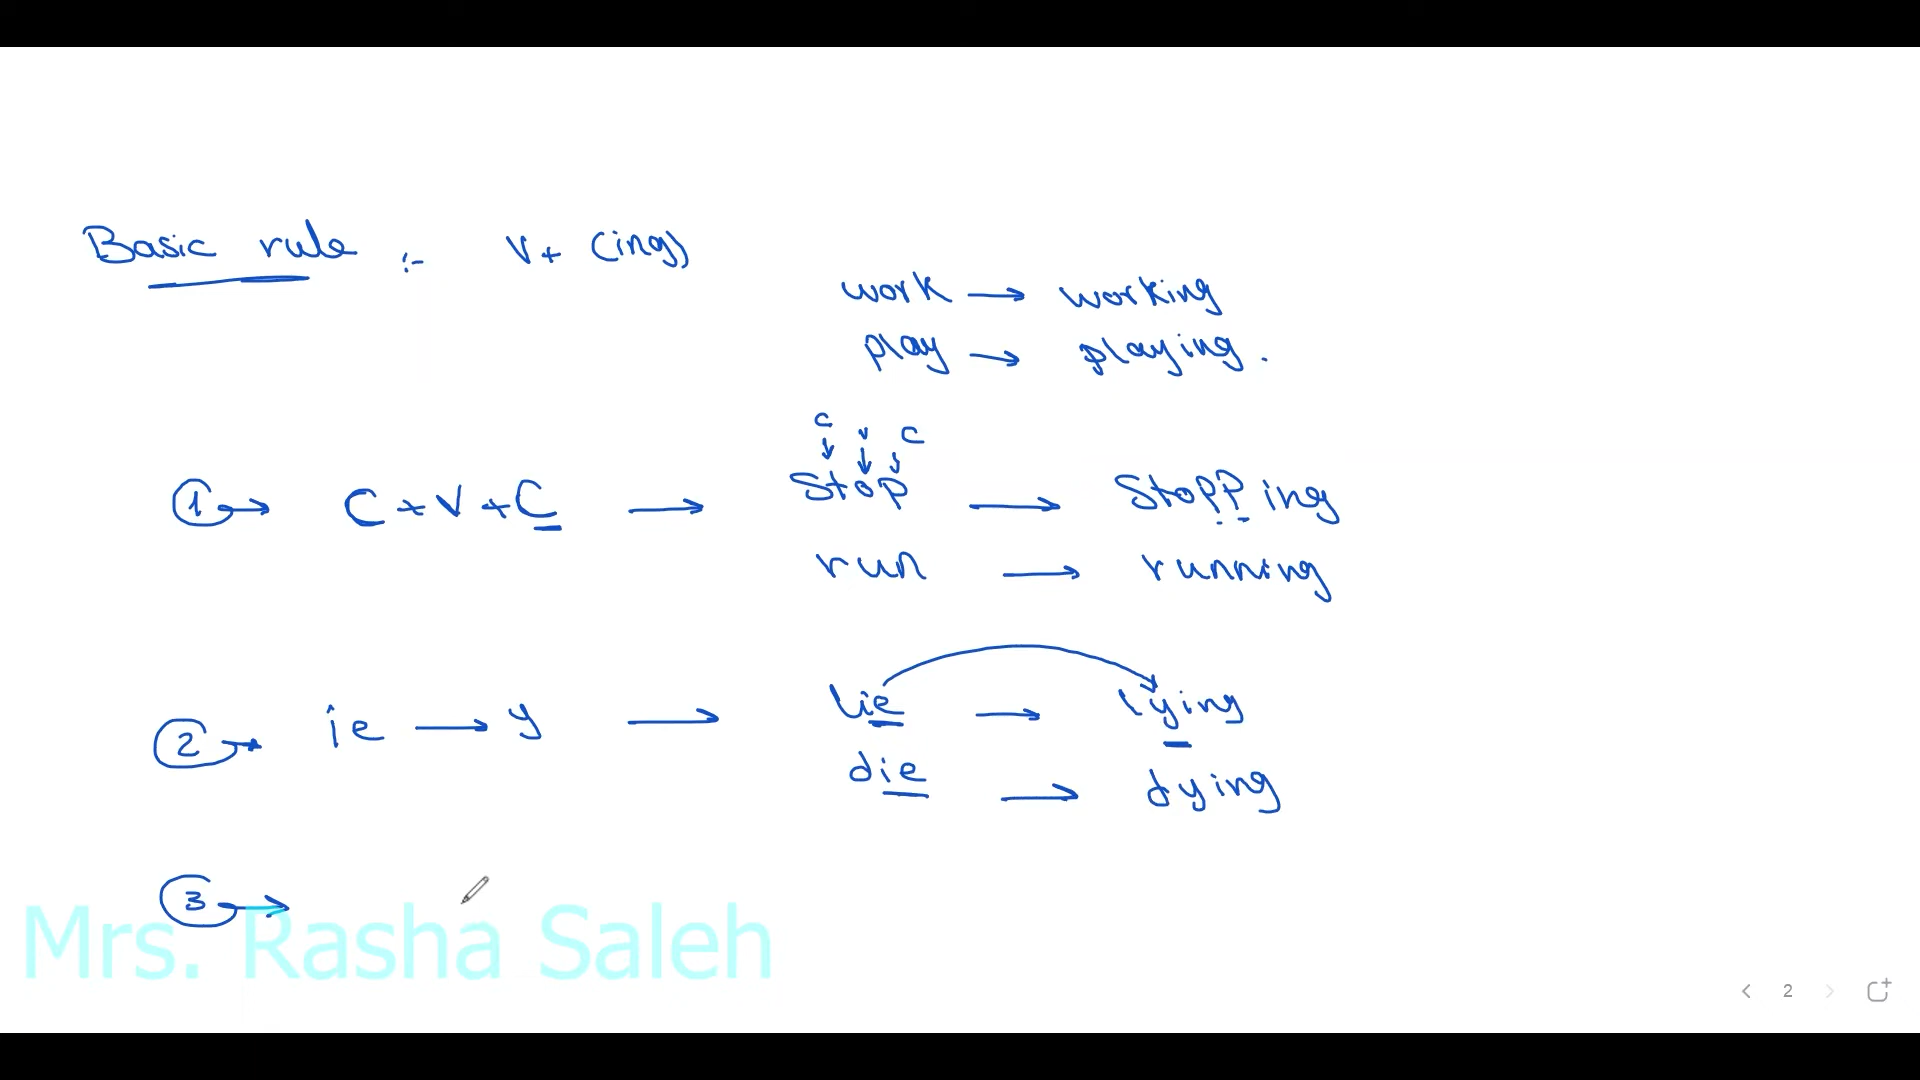 Basic rule :- V + (ing)
work → working
play → playing.
c v c
① → C + V + C → Stop → Stopping
run → running
② → ie → y → lie → lying
die → dying
③ →
Mrs. Rasha Saleh
< 2 >